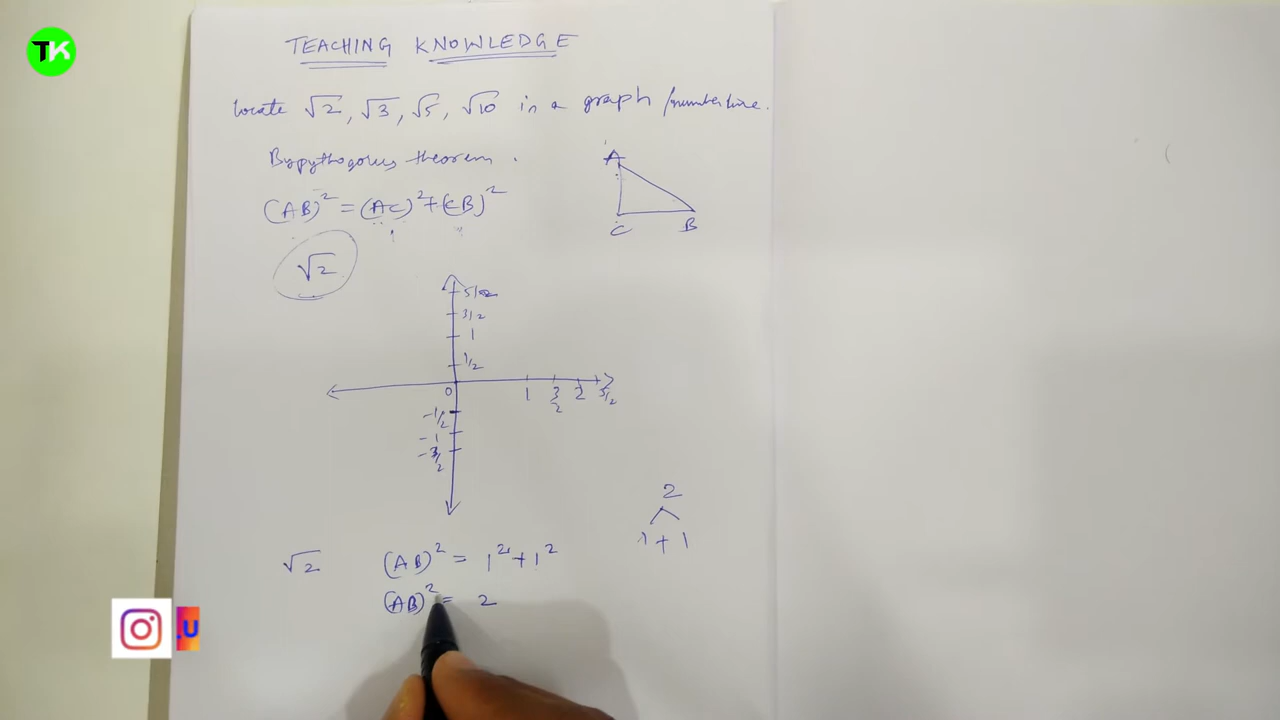 TK
TEACHING KNOWLEDGE
Locate √2, √3, √5, √10 in a graph /numberline.
By pythogorus theorem.
(AB)² = (AC)² + (CB)²
A
C B
√2
5/2
3/2
1
1/2
0 1 3/2 2 5/2
-1/2
-1
-3/2
2
1 + 1
√2 (AB)² = 1² + 1²
(AB)² = 2
.U